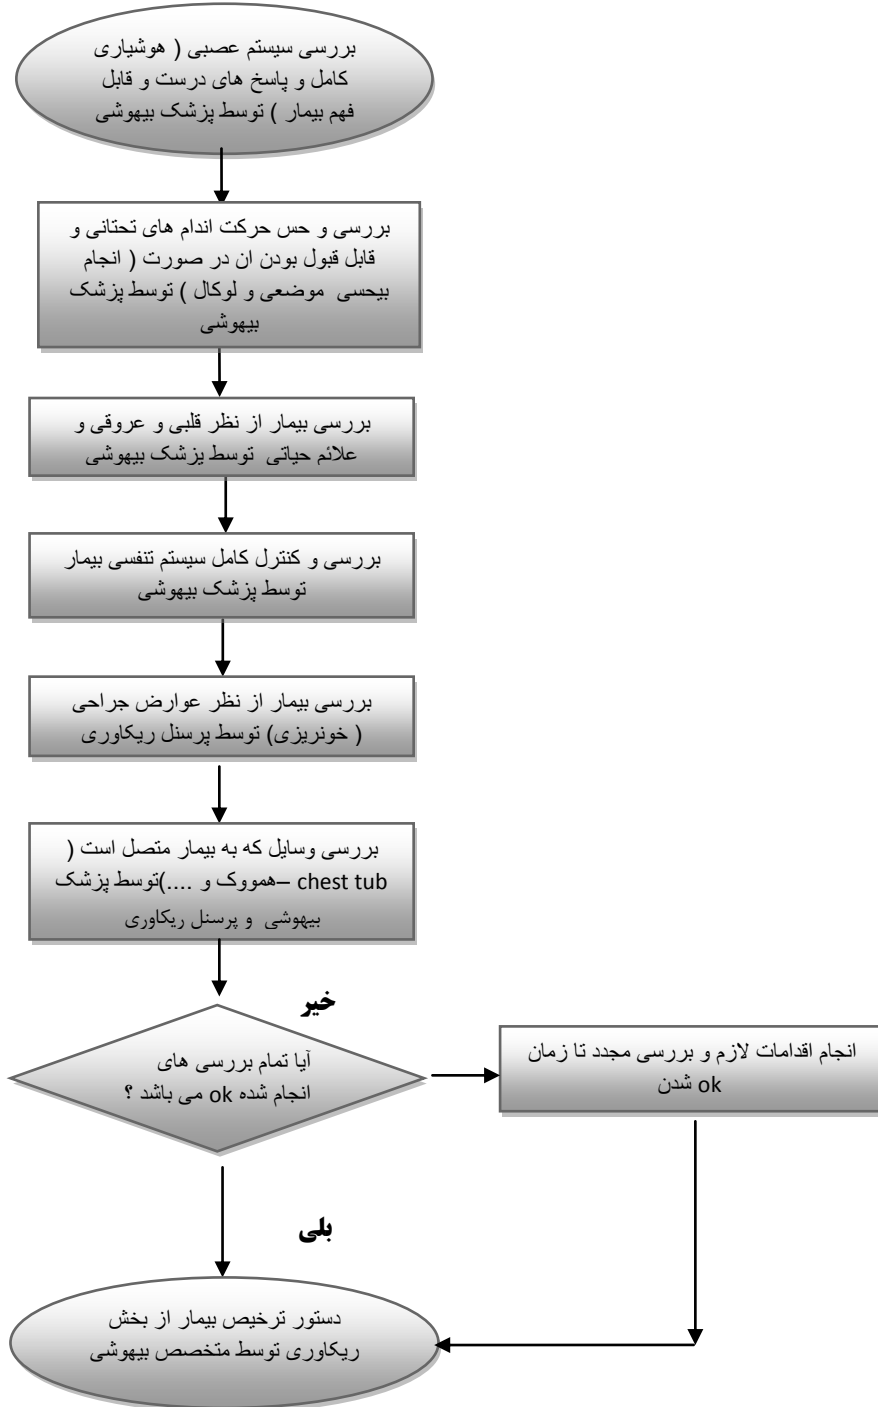 بررسی سیستم عصبی ( هوشیاری
کامل و پاسخ های درست و قابل
فهم بیمار ) توسط پزشک بیهوشی
بررسی و حس حرکت اندام های تحتانی و
قابل قبول بودن ان در صورت ( انجام
بیحسی موضعی و لوکال ) توسط پزشک
بیهوشی
بررسی بیمار از نظر قلبی و عروقی و
علائم حیاتی توسط پزشک بیهوشی
بررسی و کنترل کامل سیستم تنفسی بیمار
توسط پزشک بیهوشی
بررسی بیمار از نظر عوارض جراحی
( خونریزی) توسط پرسنل ریکاوری
بررسی وسایل که به بیمار متصل است (
chest tub –همووک و ....)توسط پزشک
بیهوشی و پرسنل ریکاوری
خیر
آیا تمام بررسی های
انجام شده ok می باشد ؟
انجام اقدامات لازم و بررسی مجدد تا زمان
ok شدن
بلی
دستور ترخیص بیمار از بخش
ریکاوری توسط متخصص بیهوشی